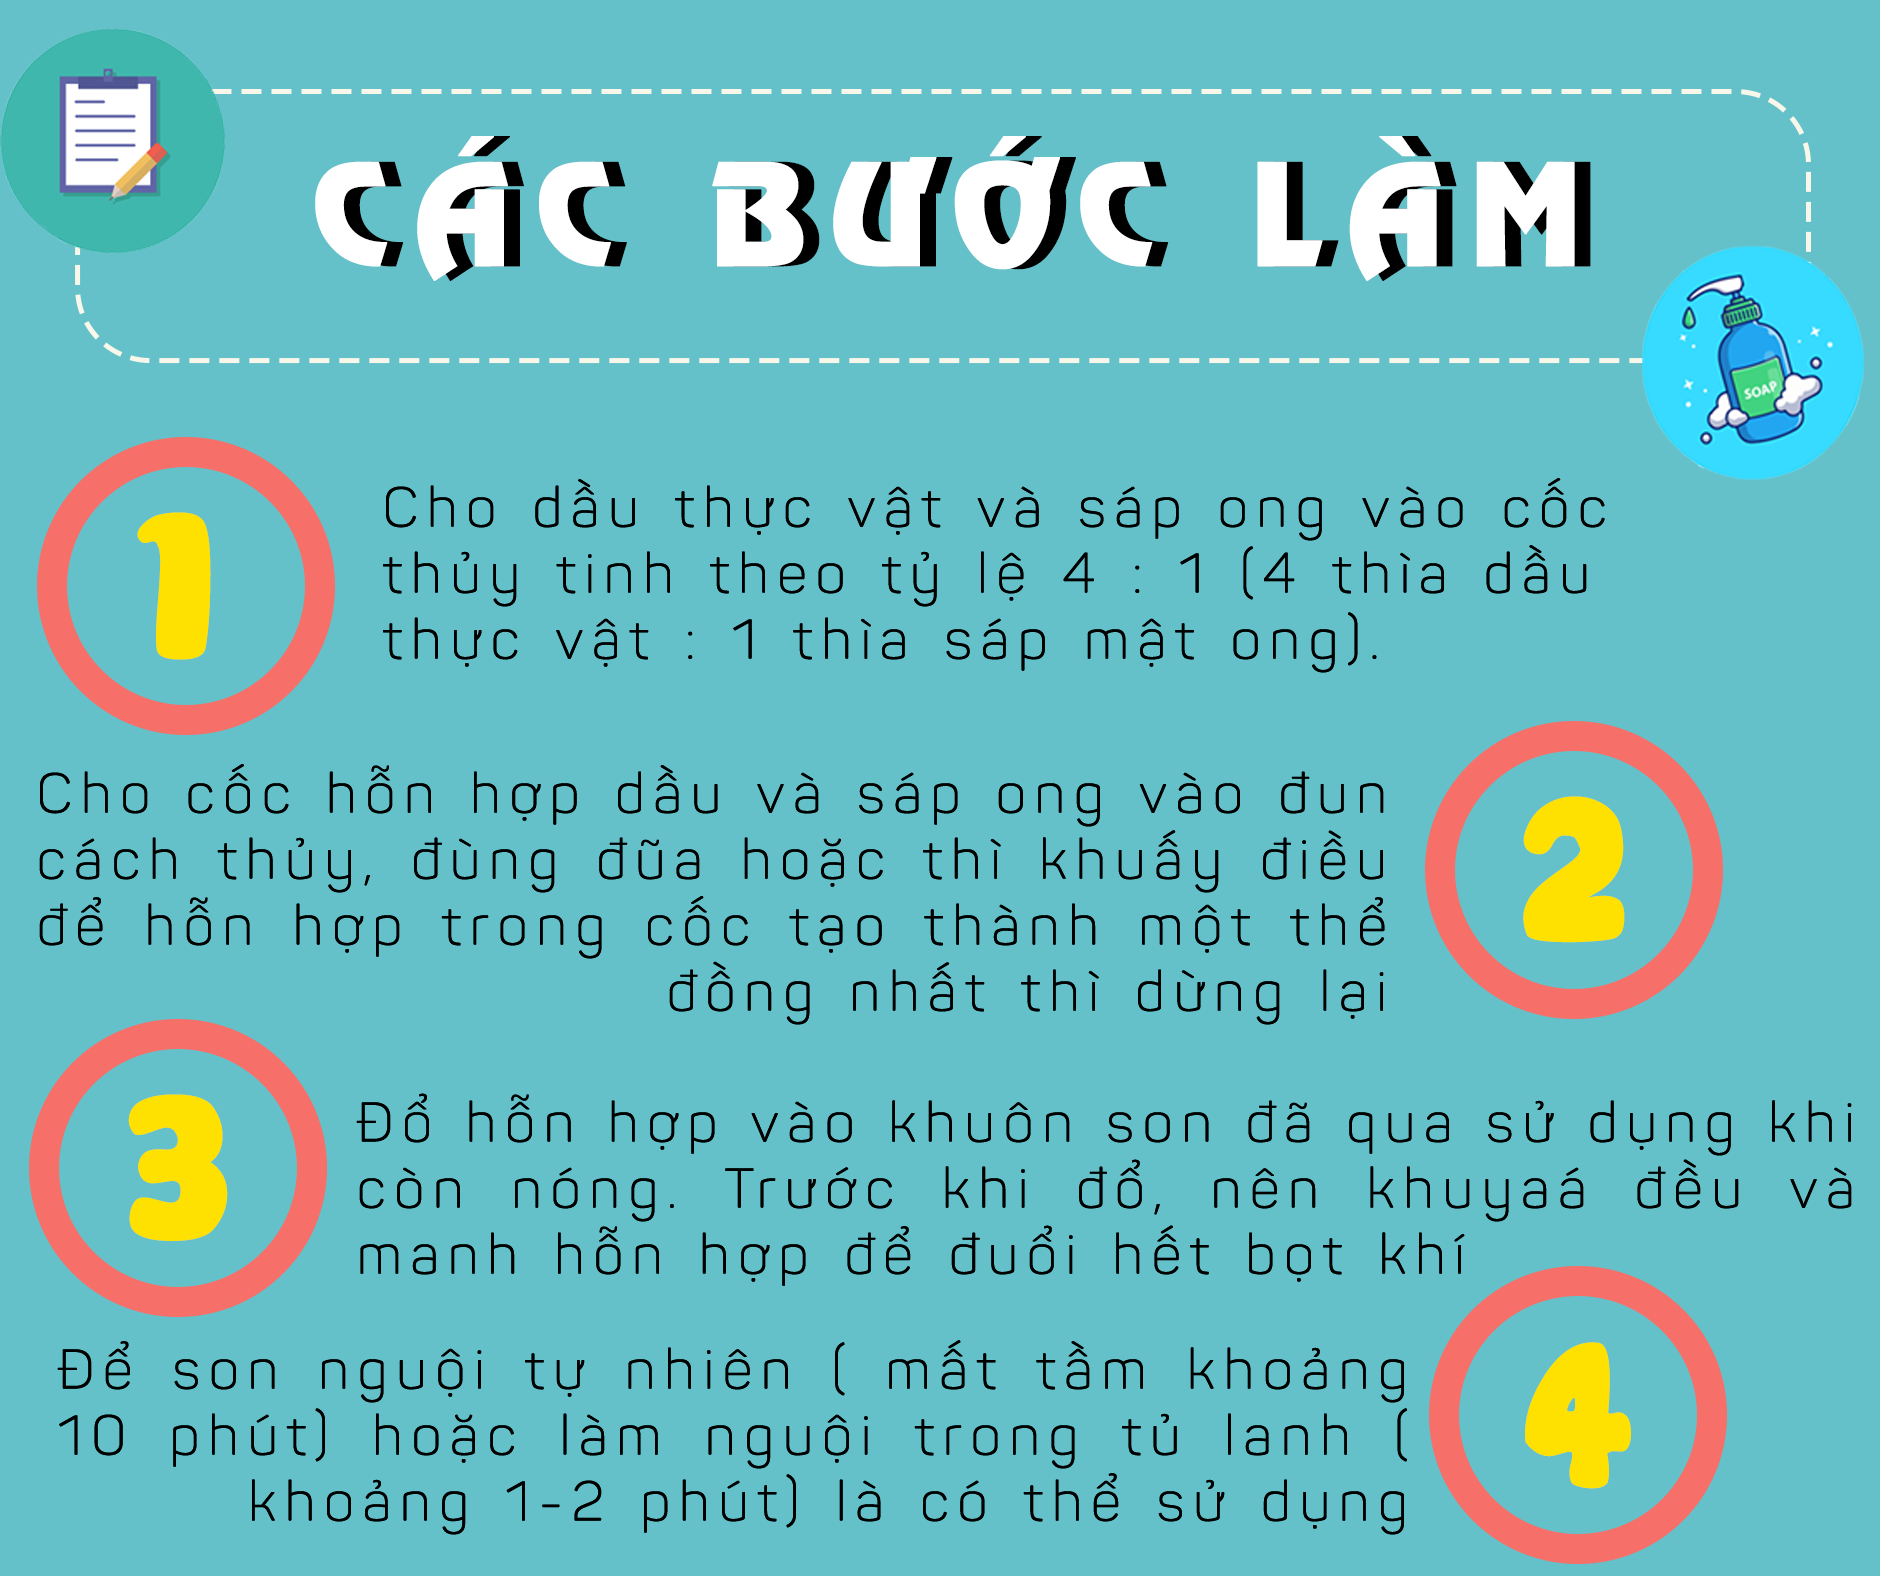 CÁC BƯỚC LÀM
SOAP
1
Cho dầu thực vật và sáp ong vào cốc
thủy tinh theo tỷ lệ 4 : 1 (4 thìa dầu
thực vật : 1 thìa sáp mật ong).
2
Cho cốc hỗn hợp dầu và sáp ong vào đun
cách thủy, đùng đũa hoặc thì khuấy điều
để hỗn hợp trong cốc tạo thành một thể
đồng nhất thì dừng lại
3
Đổ hỗn hợp vào khuôn son đã qua sử dụng khi
còn nóng. Trước khi đổ, nên khuyaá đều và
manh hỗn hợp để đuổi hết bọt khí
4
Để son nguội tự nhiên ( mất tầm khoảng
10 phút) hoặc làm nguội trong tủ lanh (
khoảng 1-2 phút) là có thể sử dụng